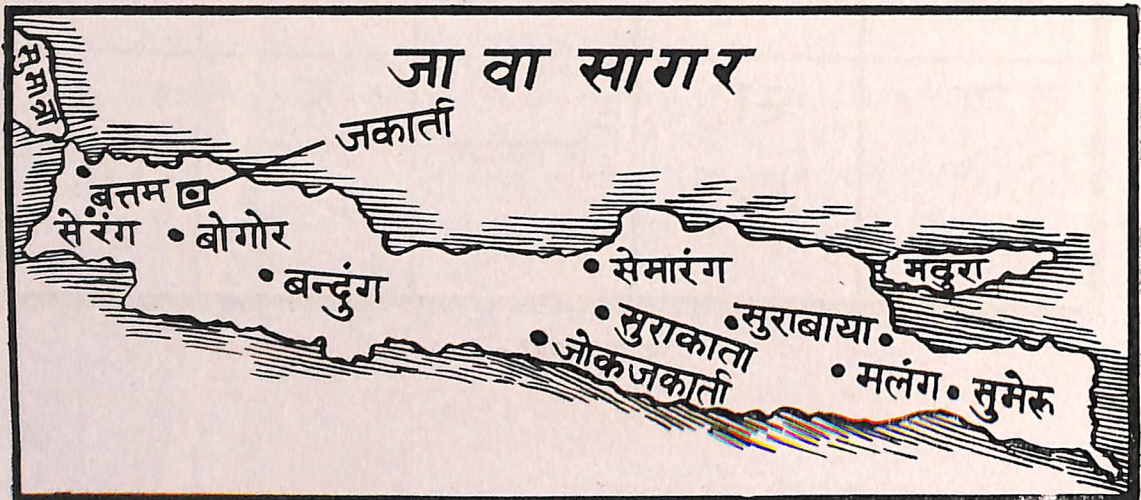 जावा सागर
सुमात्रा
जकार्ता
बत्तम
सेरंग
बोगोर
बन्दुंग
सेमारंग
मदुरा
सुराकाता
सुराबाया
जोकजकार्ता
मलंग
सुमेरू